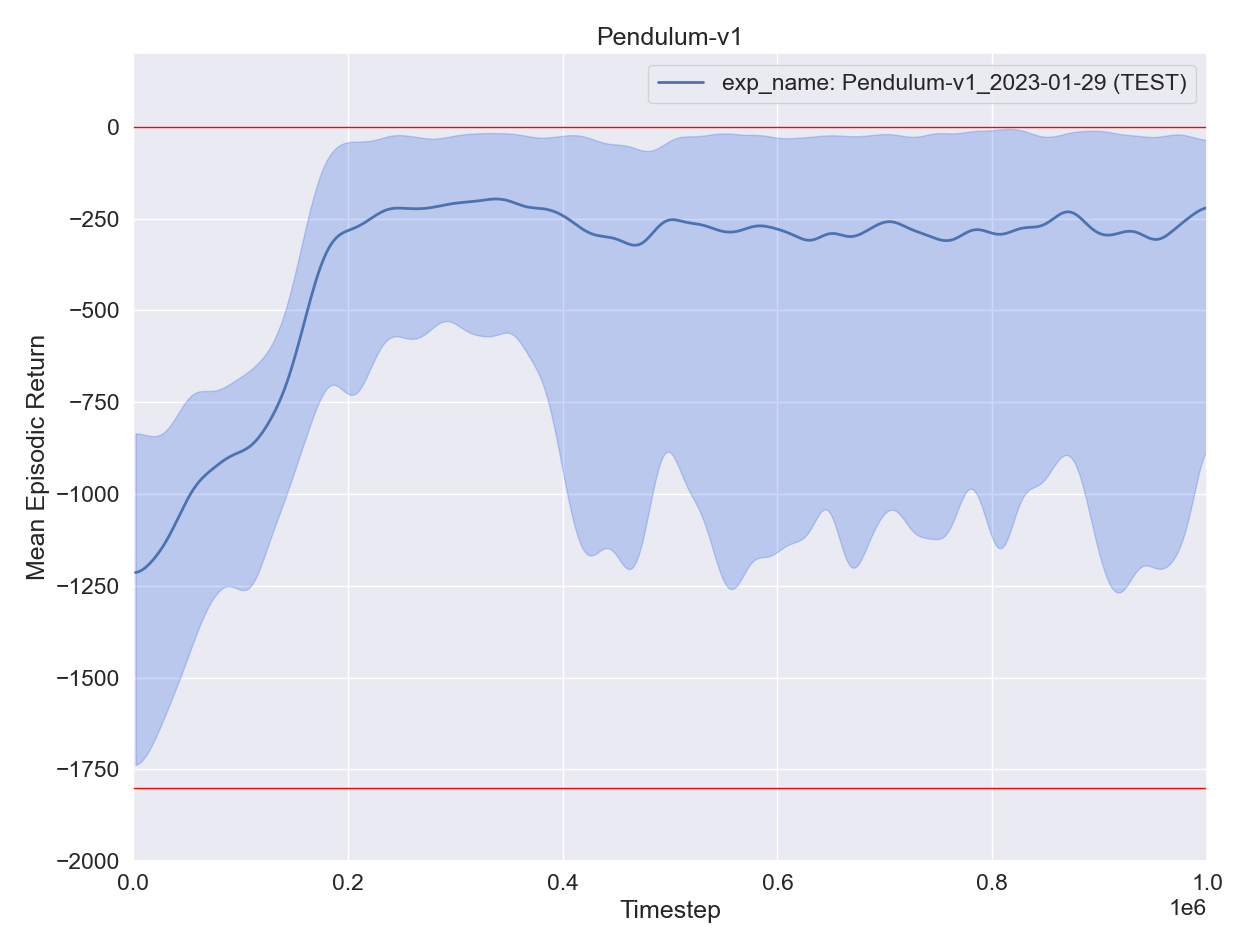 Pendulum-v1
exp_name: Pendulum-v1_2023-01-29 (TEST)
Mean Episodic Return
0
−250
−500
−750
−1000
−1250
−1500
−1750
−2000
0.0 0.2 0.4 0.6 0.8 1.0
Timestep
1e6